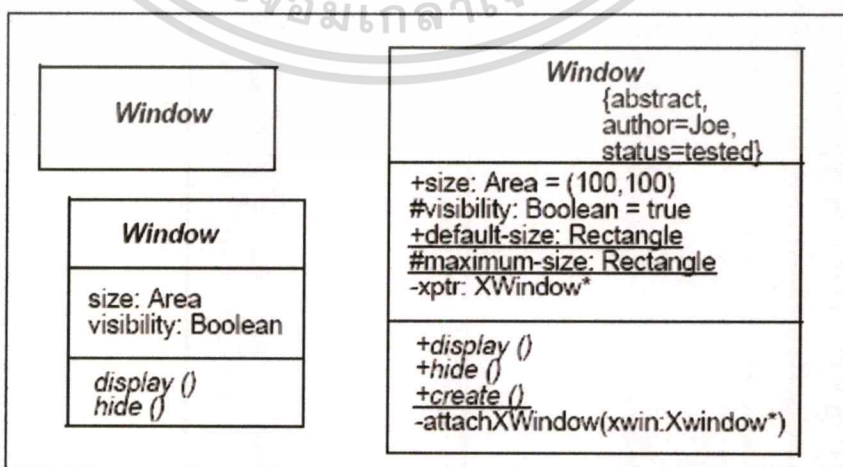 Window
Window
size: Area
visibility: Boolean
display ()
hide ()
Window
{abstract,
author=Joe,
status=tested}
+size: Area = (100,100)
#visibility: Boolean = true
+default-size: Rectangle
#maximum-size: Rectangle
-xptr: XWindow*
+display ()
+hide ()
+create ()
-attachXWindow(xwin:Xwindow*)